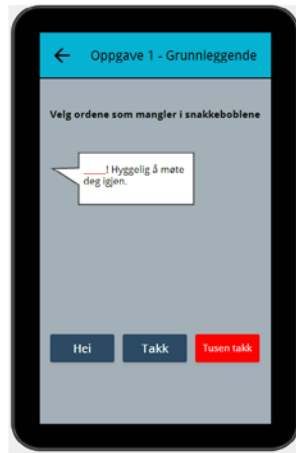 Oppgave 1 - Grunnleggende
Velg ordene som mangler i snakkeboblene
____! Hyggelig å møte
deg igjen.
Hei Takk Tusen takk